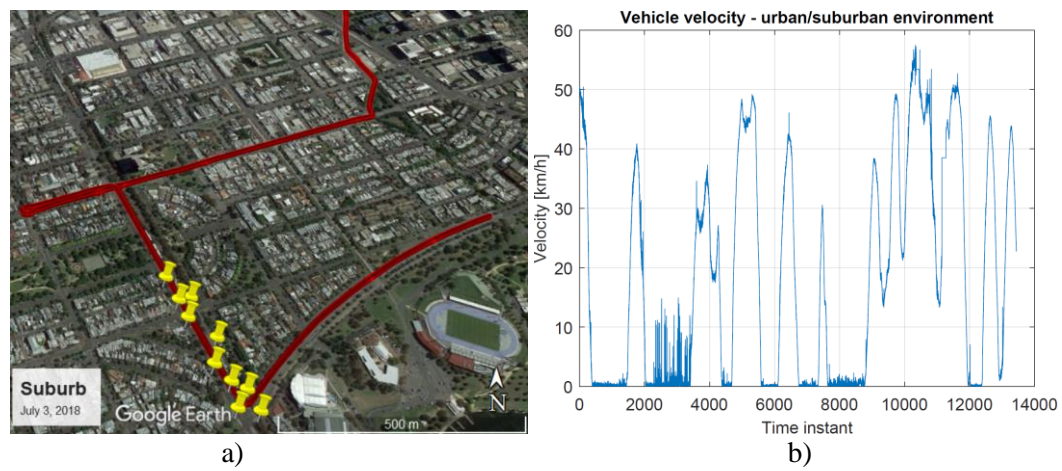 Suburb
July 3, 2018
Google Earth
500 m
N
a)
Vehicle velocity - urban/suburban environment
Velocity [km/h]
60
50
40
30
20
10
0
0 2000 4000 6000 8000 10000 12000 14000
Time instant
b)